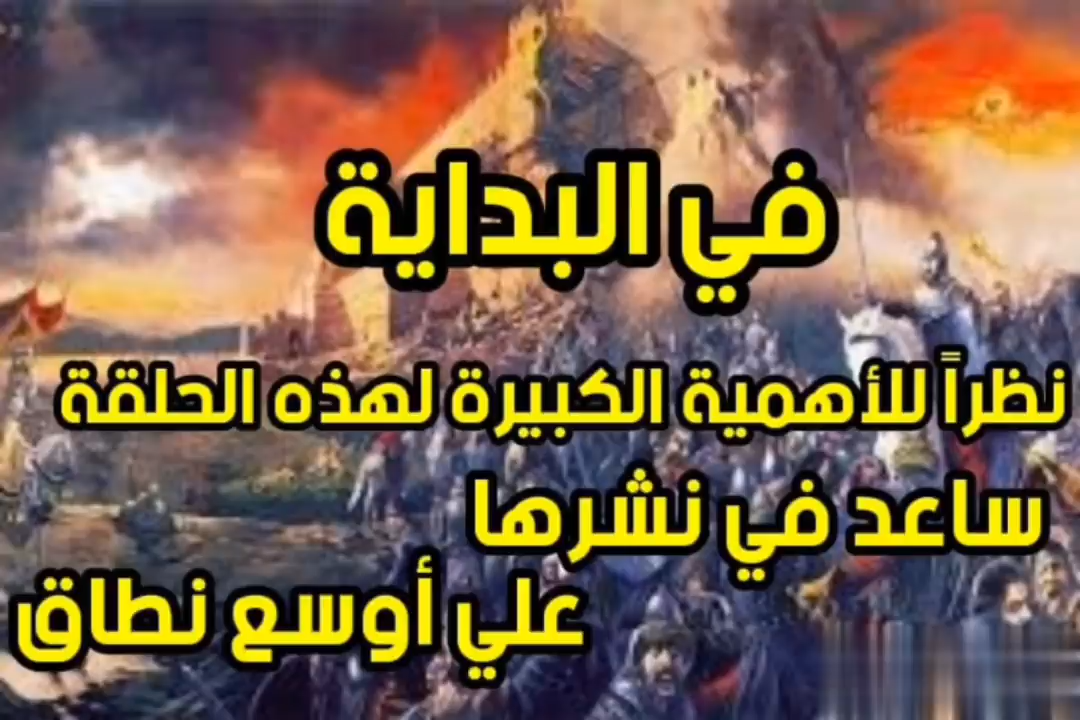 في البداية
نظراً للأهمية الكبيرة لهذه الحلقة
ساعد في نشرها
علي أوسع نطاق